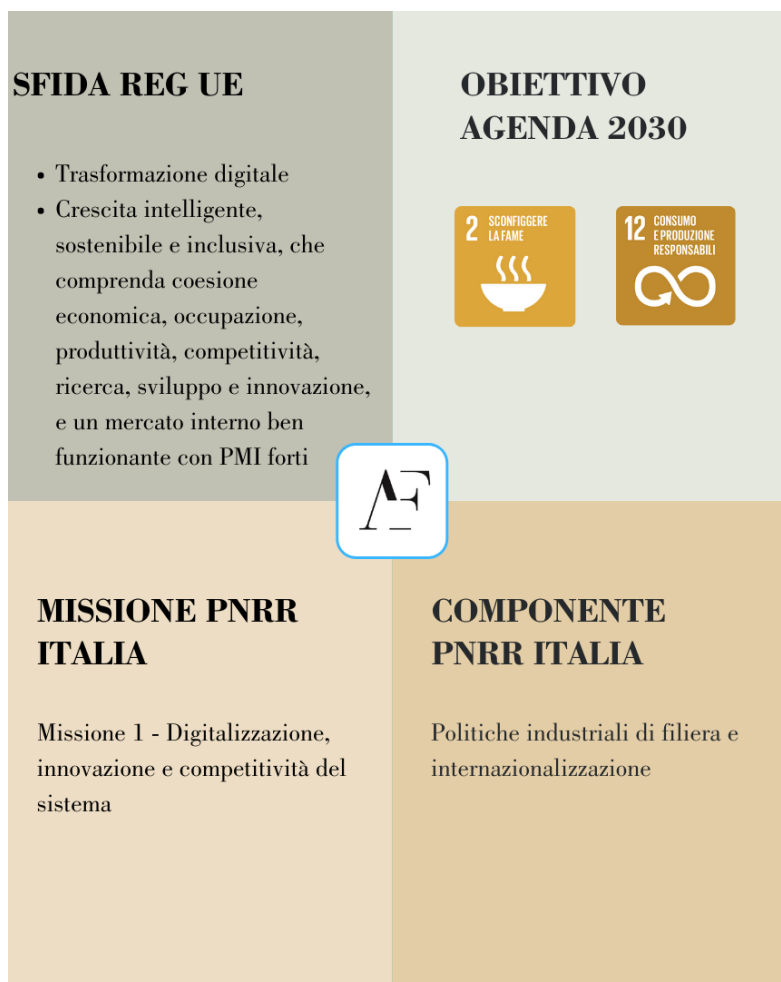 SFIDA REG UE
• Trasformazione digitale
• Crescita intelligente,
sostenibile e inclusiva, che
comprenda coesione
economica, occupazione,
produttività, competitività,
ricerca, sviluppo e innovazione,
e un mercato interno ben
funzionante con PMI forti
OBIETTIVO
AGENDA 2030
2 SCONFIGGERE
LA FAME
12 CONSUMO
E PRODUZIONE
RESPONSABILI
AF
MISSIONE PNRR
ITALIA
Missione 1 - Digitalizzazione,
innovazione e competitività del
sistema
COMPONENTE
PNRR ITALIA
Politiche industriali di filiera e
internazionalizzazione